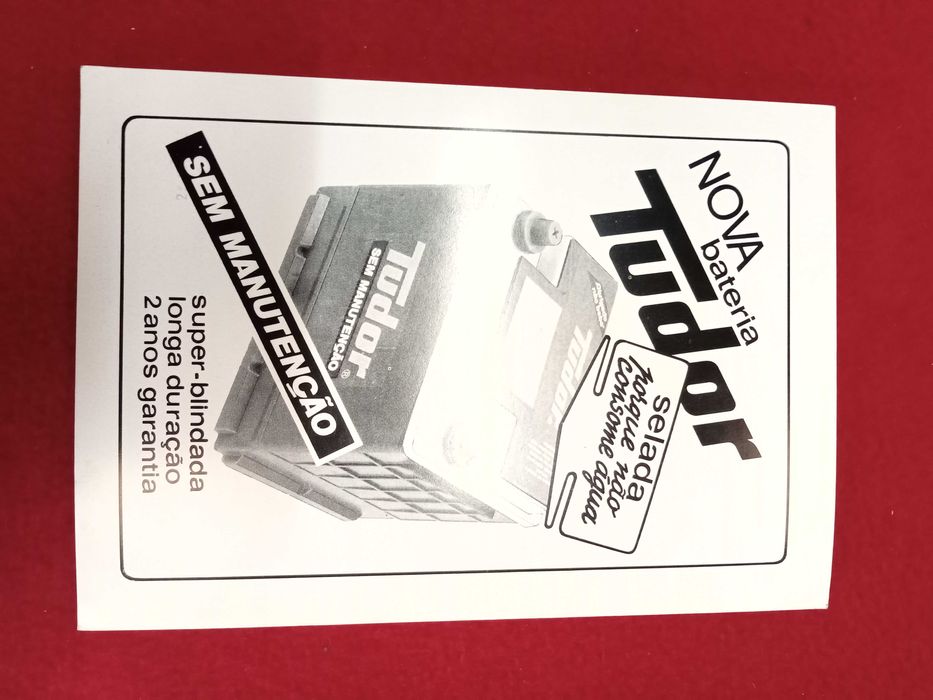 NOVA
bateria
Tudor
selada
porque não
consome água
Tudor
Tudor®
SEM MANUTENÇÃO
SEM MANUTENÇÃO
super-blindada
longa duração
2 anos garantia